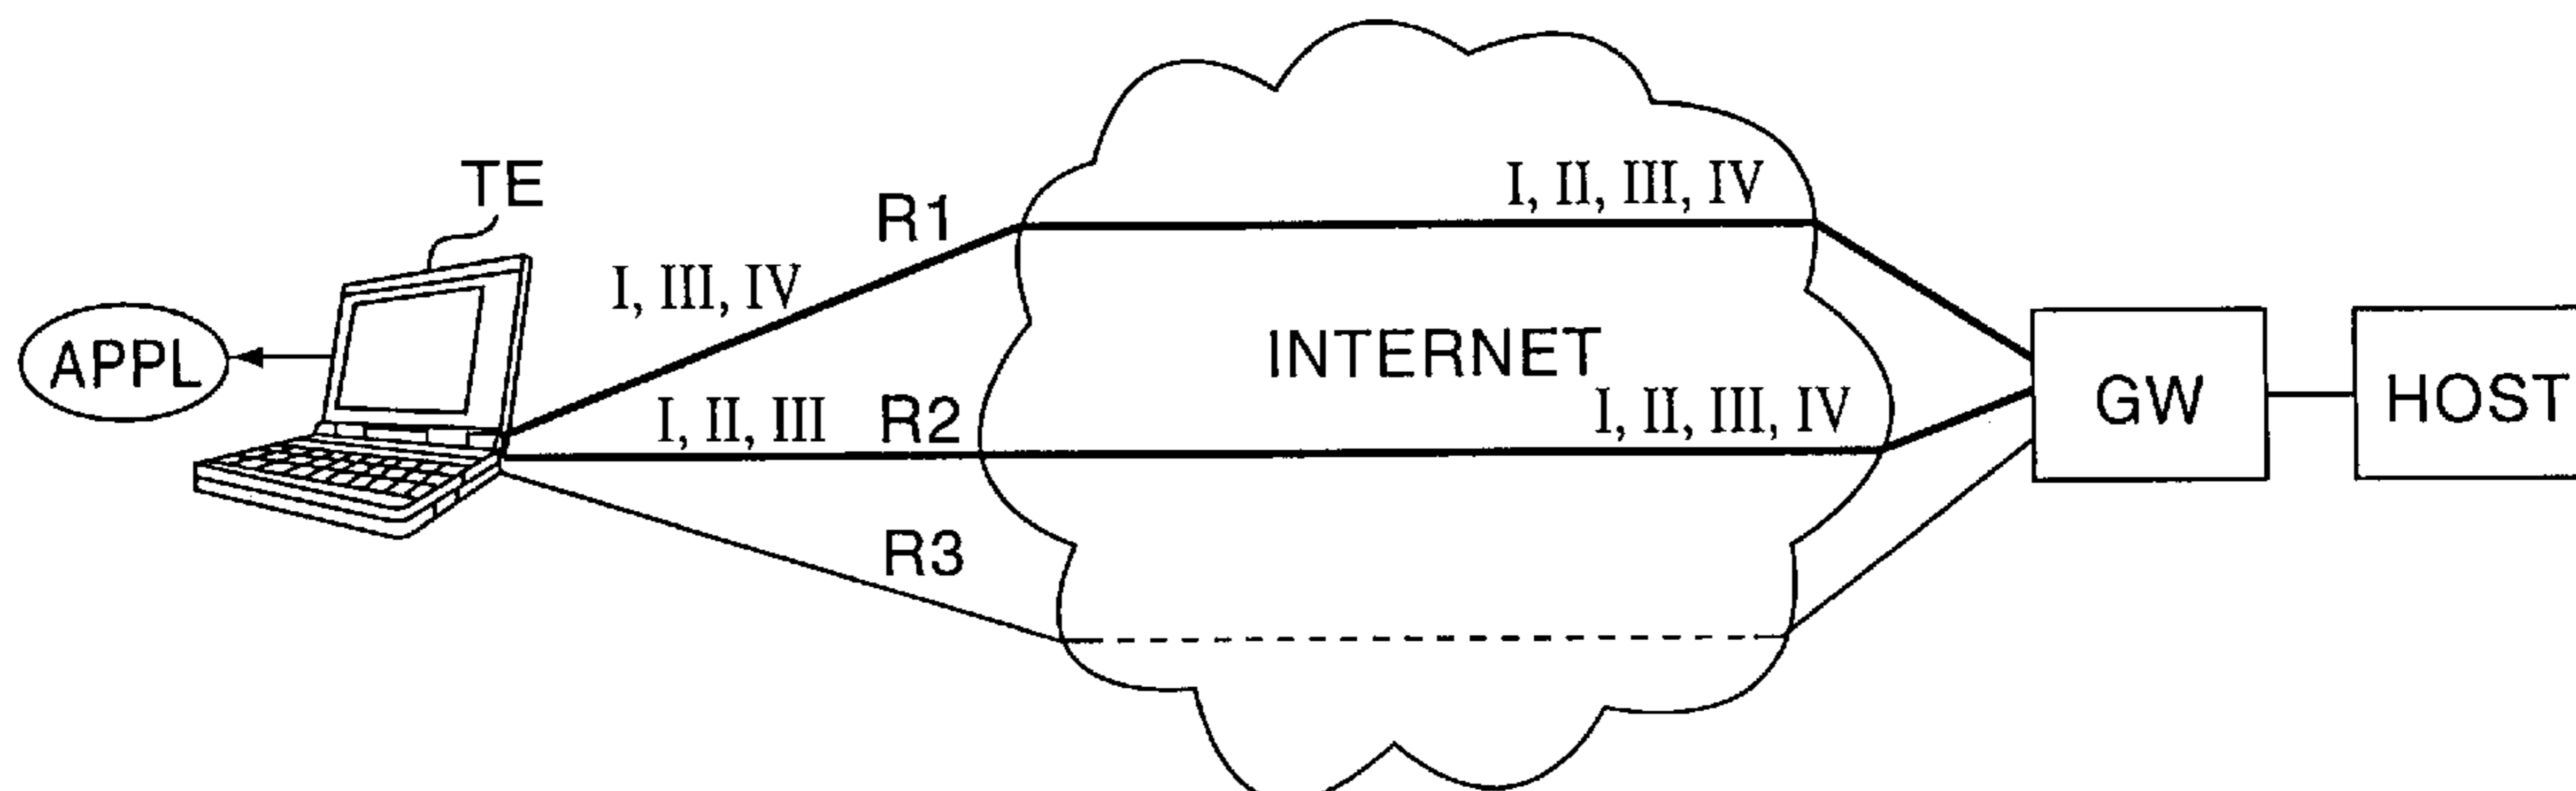 TE
I, II, III, IV
R1
I, III, IV
INTERNET
APPL
I, II, III
R2
I, II, III, IV
GW
HOST
R3